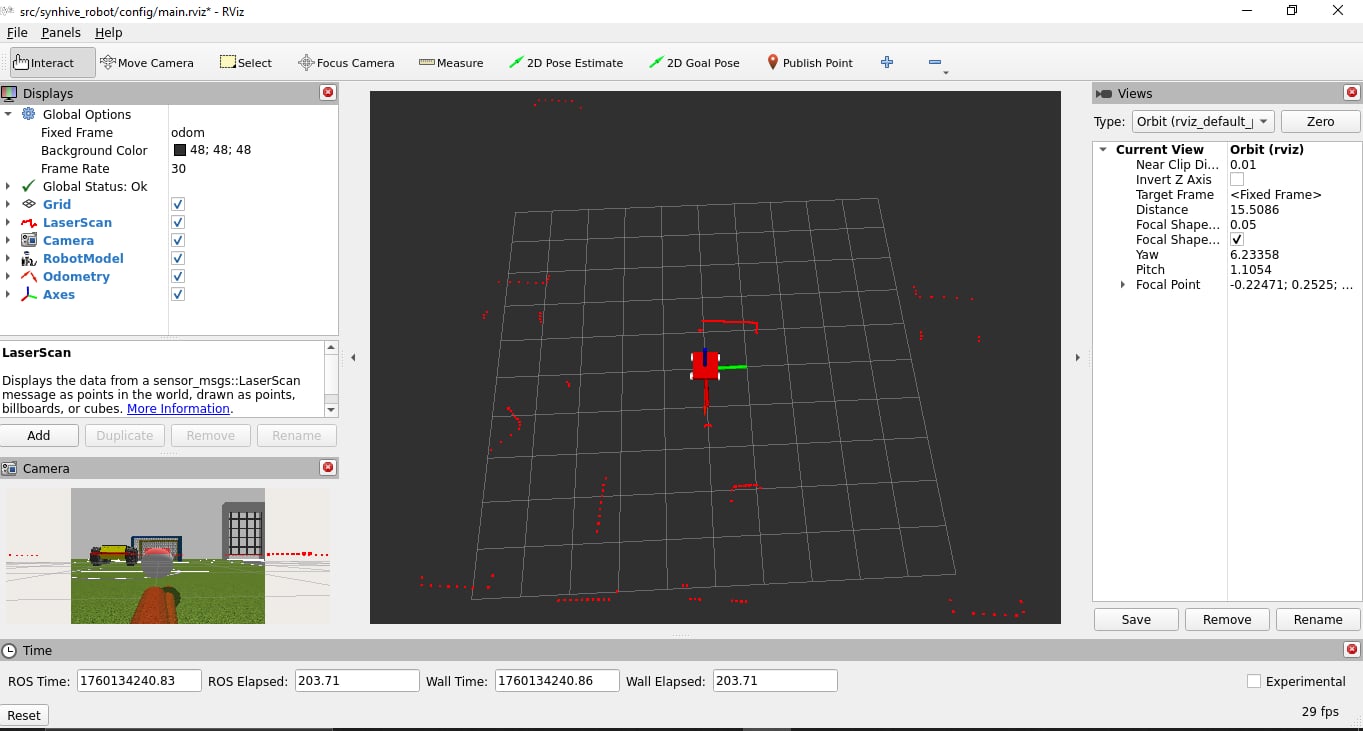 src/synhive_robot/config/main.rviz* - RViz
File Panels Help
Interact Move Camera Select Focus Camera Measure 2D Pose Estimate 2D Goal Pose Publish Point
Displays
Global Options
Fixed Frame odom
Background Color 48; 48; 48
Frame Rate 30
Global Status: Ok
Grid
LaserScan
Camera
RobotModel
Odometry
Axes
LaserScan
Displays the data from a sensor_msgs::LaserScan
message as points in the world, drawn as points,
billboards, or cubes. More Information.
Add Duplicate Remove Rename
Camera
Views
Type: Orbit (rviz_default_ Zero
Current View Orbit (rviz)
Near Clip Di... 0.01
Invert Z Axis
Target Frame <Fixed Frame>
Distance 15.5086
Focal Shape... 0.05
Focal Shape...
Yaw 6.23358
Pitch 1.1054
Focal Point -0.22471; 0.2525; ...
Save Remove Rename
Time
ROS Time: 1760134240.83 ROS Elapsed: 203.71 Wall Time: 1760134240.86 Wall Elapsed: 203.71 Experimental
Reset 29 fps